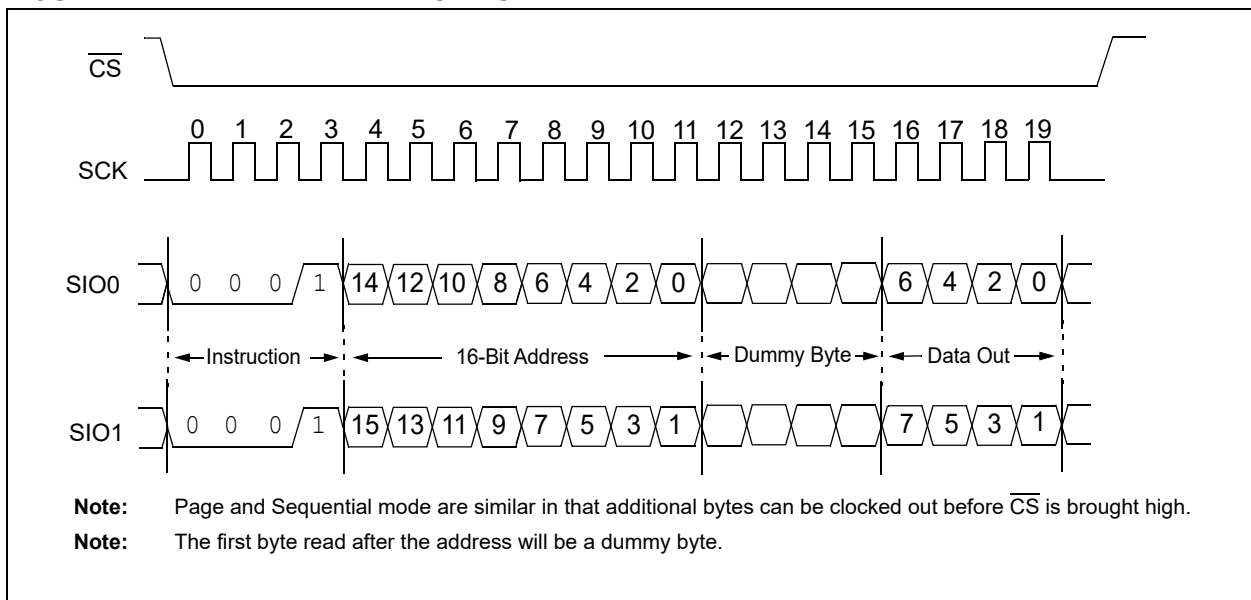 CS
0 1 2 3 4 5 6 7 8 9 10 11 12 13 14 15 16 17 18 19
SCK
SIO0 0 0 0 1 14 12 10 8 6 4 2 0 6 4 2 0
Instruction 16-Bit Address Dummy Byte Data Out
SIO1 0 0 0 1 15 13 11 9 7 5 3 1 7 5 3 1
Note: Page and Sequential mode are similar in that additional bytes can be clocked out before CS is brought high.
Note: The first byte read after the address will be a dummy byte.